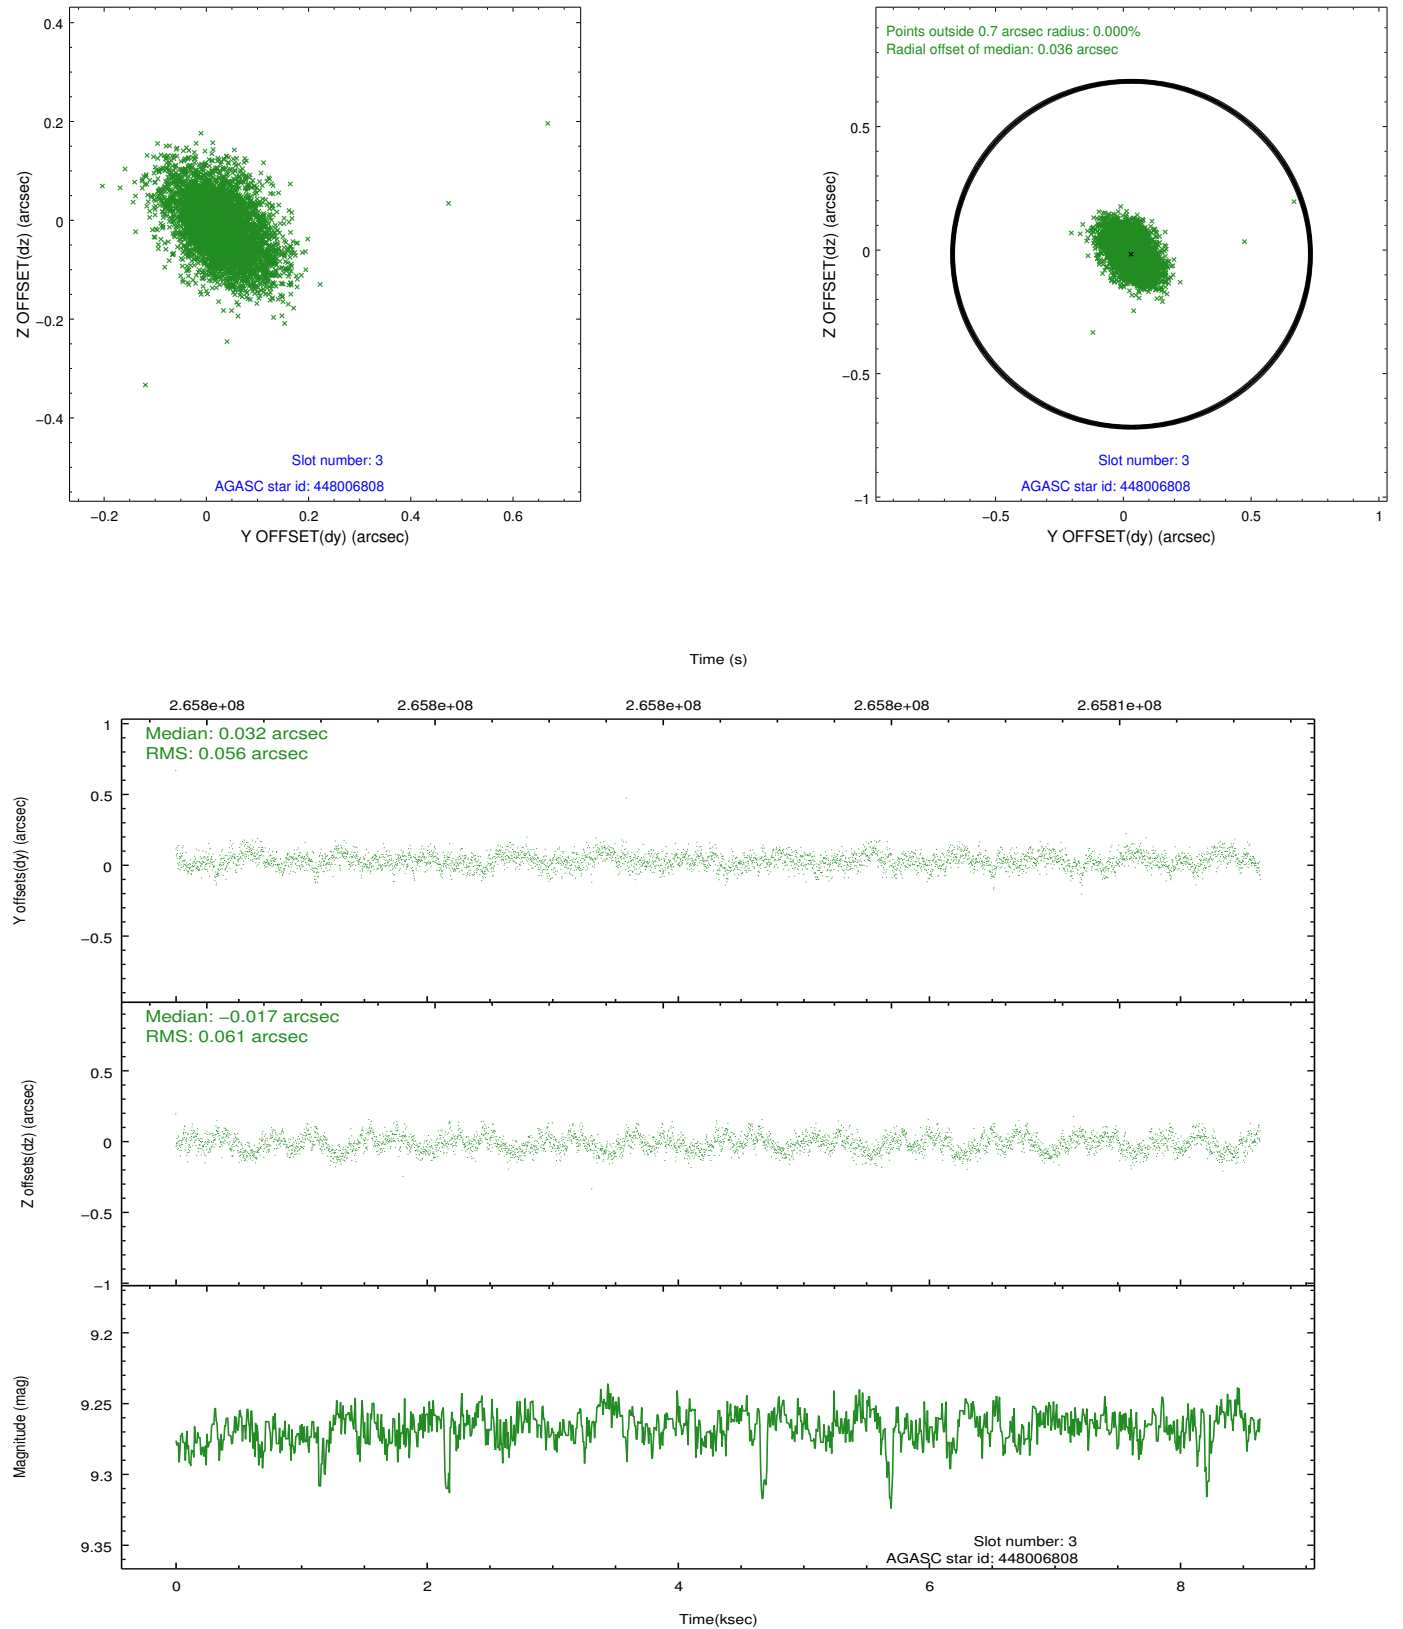 0.4
0.2
0
−0.2
−0.4
Z OFFSET(dz) (arcsec)
Slot number: 3
AGASC star id: 448006808
−0.2 0 0.2 0.4 0.6
Y OFFSET(dy) (arcsec)
Points outside 0.7 arcsec radius: 0.000%
Radial offset of median: 0.036 arcsec
0.5
0
−0.5
−1
Z OFFSET(dz) (arcsec)
Slot number: 3
AGASC star id: 448006808
−0.5 0 0.5 1
Y OFFSET(dy) (arcsec)
Time (s)
2.658e+08 2.658e+08 2.658e+08 2.658e+08 2.6581e+08
Median: 0.032 arcsec
RMS: 0.056 arcsec
1
0.5
0
−0.5
Y offsets(dy) (arcsec)
Median: −0.017 arcsec
RMS: 0.061 arcsec
0.5
0
−0.5
−1
Z offsets(dz) (arcsec)
9.2
9.25
9.3
9.35
Magnitude (mag)
Slot number: 3
AGASC star id: 448006808
0 2 4 6 8
Time(ksec)